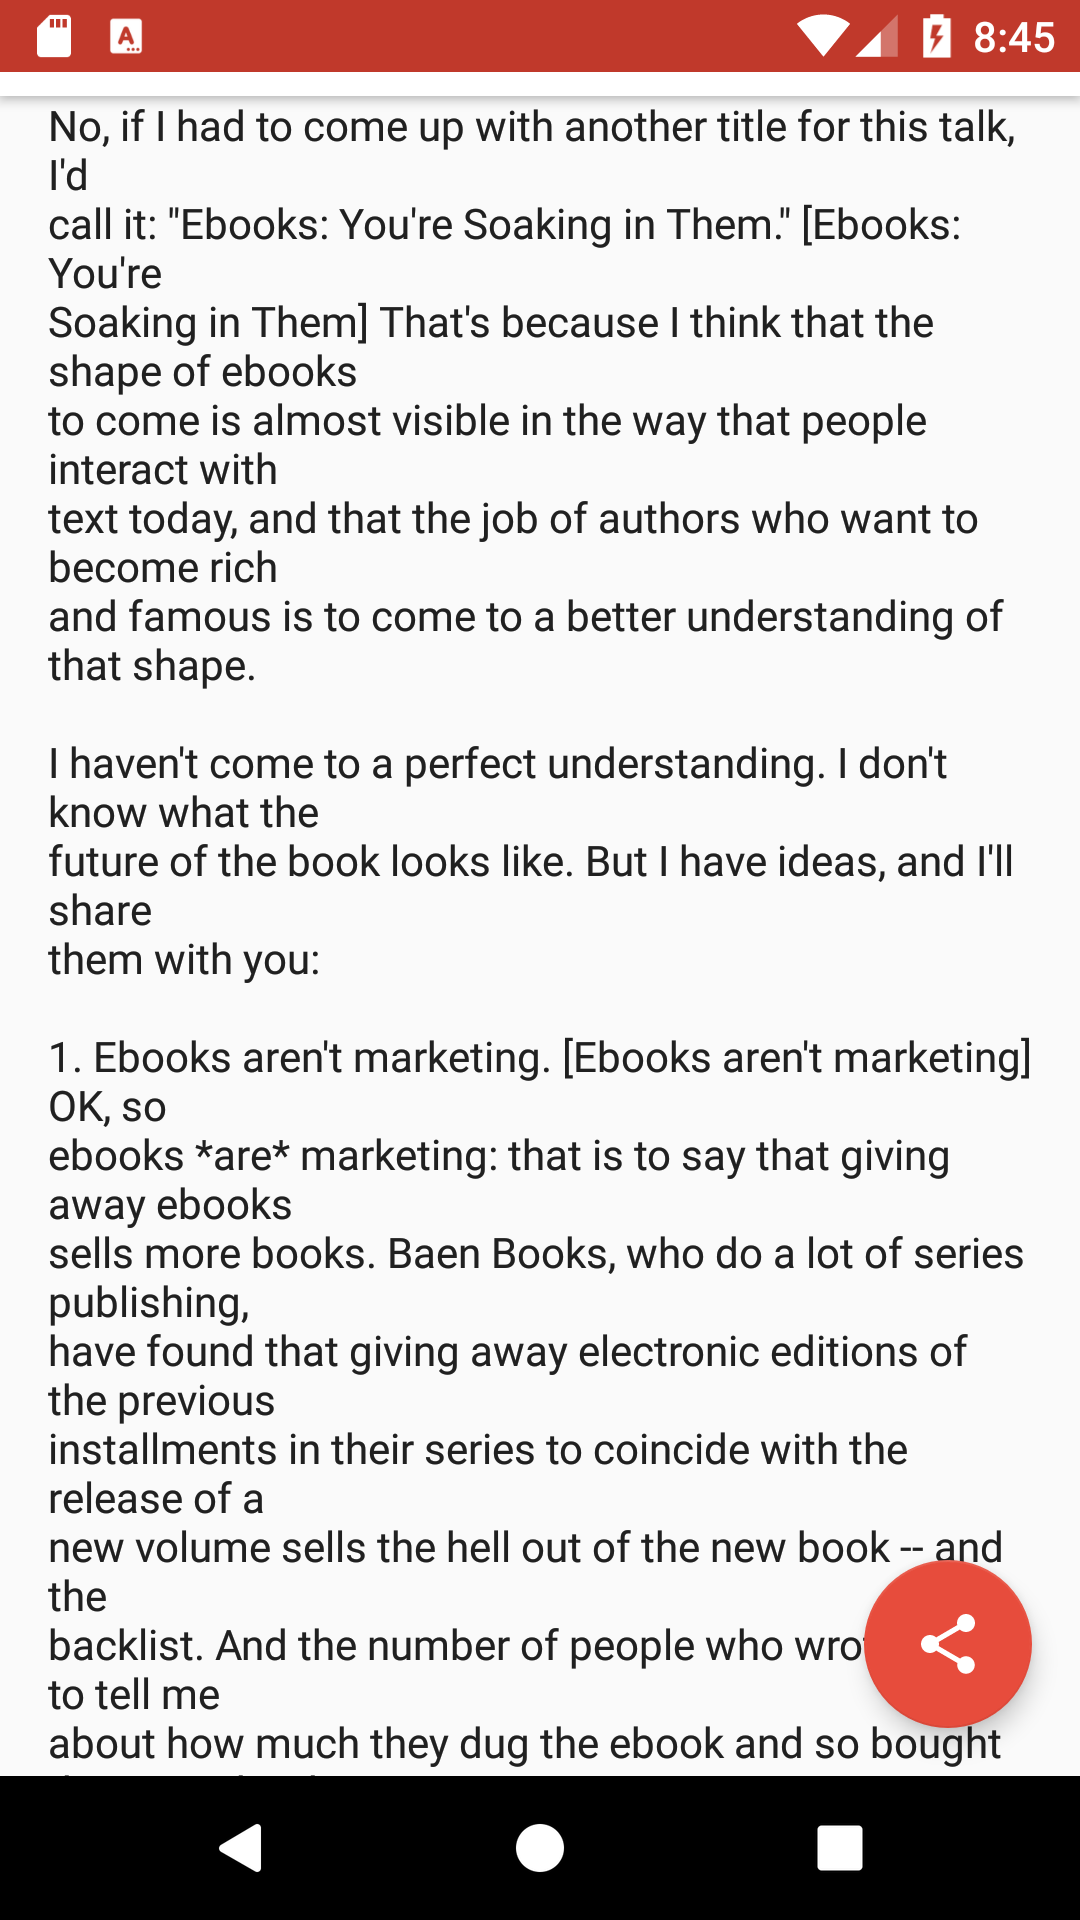 8:45
No, if I had to come up with another title for this talk,
I'd
call it: "Ebooks: You're Soaking in Them." [Ebooks:
You're
Soaking in Them] That's because I think that the
shape of ebooks
to come is almost visible in the way that people
interact with
text today, and that the job of authors who want to
become rich
and famous is to come to a better understanding of
that shape.
I haven't come to a perfect understanding. I don't
know what the
future of the book looks like. But I have ideas, and I'll
share
them with you:
1. Ebooks aren't marketing. [Ebooks aren't marketing]
OK, so
ebooks *are* marketing: that is to say that giving
away ebooks
sells more books. Baen Books, who do a lot of series
publishing,
have found that giving away electronic editions of
the previous
installments in their series to coincide with the
release of a
new volume sells the hell out of the new book -- and
the
backlist. And the number of people who
to tell me
about how much they dug the ebook and so bought